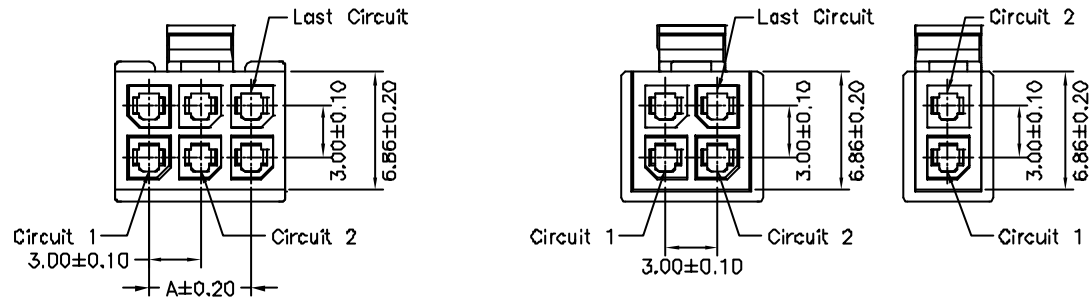 Last Circuit
3.00±0.10
6.86±0.20
Circuit 1
Circuit 2
3.00±0.10
A±0.20
Last Circuit
3.00±0.10
6.86±0.20
Circuit 1
Circuit 2
3.00±0.10
Circuit 2
3.00±0.10
6.86±0.20
Circuit 1